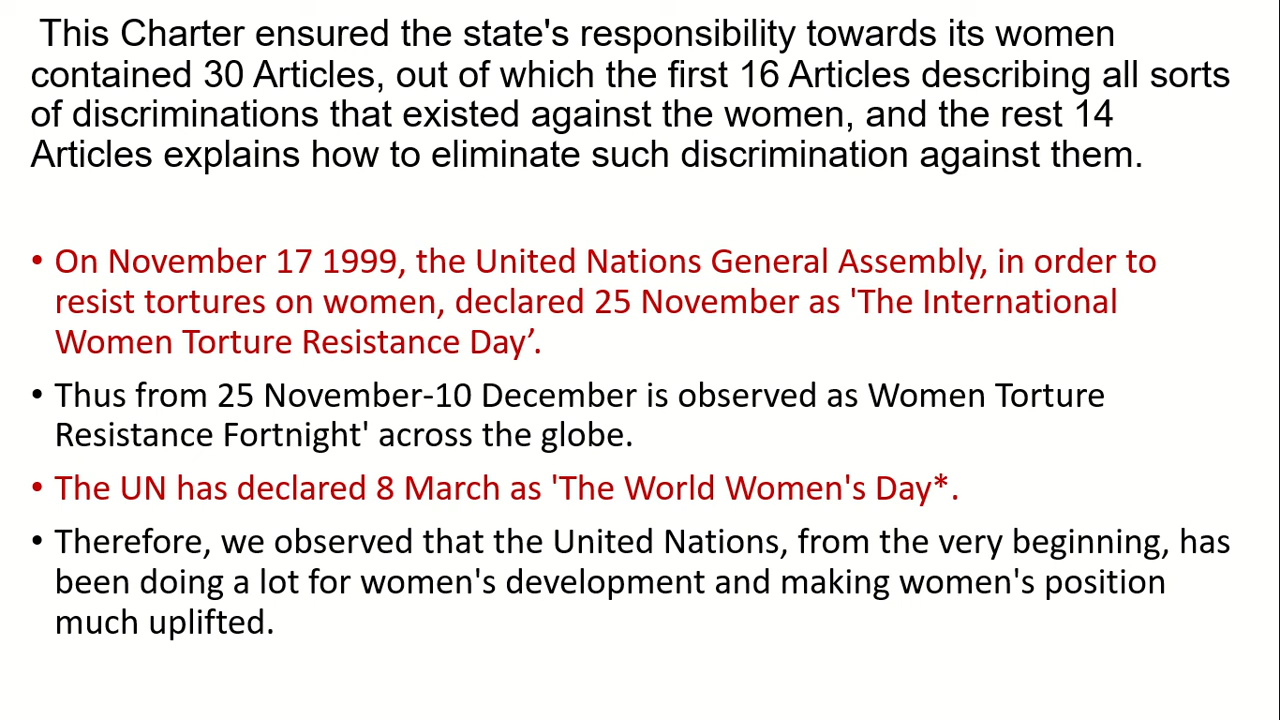 This Charter ensured the state's responsibility towards its women
contained 30 Articles, out of which the first 16 Articles describing all sorts
of discriminations that existed against the women, and the rest 14
Articles explains how to eliminate such discrimination against them.
• On November 17 1999, the United Nations General Assembly, in order to
resist tortures on women, declared 25 November as 'The International
Women Torture Resistance Day’.
• Thus from 25 November-10 December is observed as Women Torture
Resistance Fortnight' across the globe.
• The UN has declared 8 March as 'The World Women's Day*.
• Therefore, we observed that the United Nations, from the very beginning, has
been doing a lot for women's development and making women's position
much uplifted.